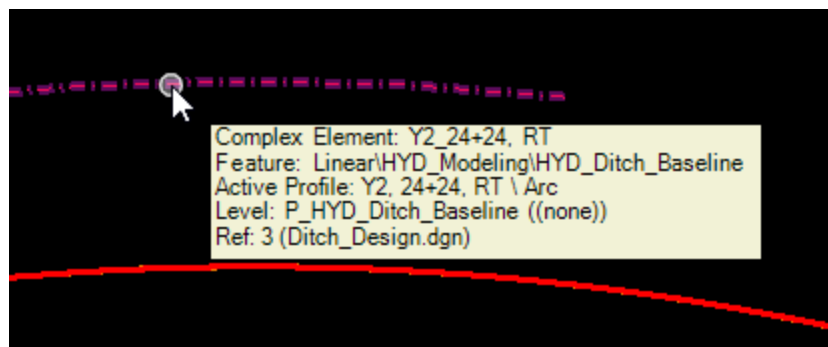 Complex Element: Y2_24+24, RT
Feature: Linear\HYD_Modeling\HYD_Ditch_Baseline
Active Profile: Y2, 24+24, RT \ Arc
Level: P_HYD_Ditch_Baseline ((none))
Ref: 3 (Ditch_Design.dgn)